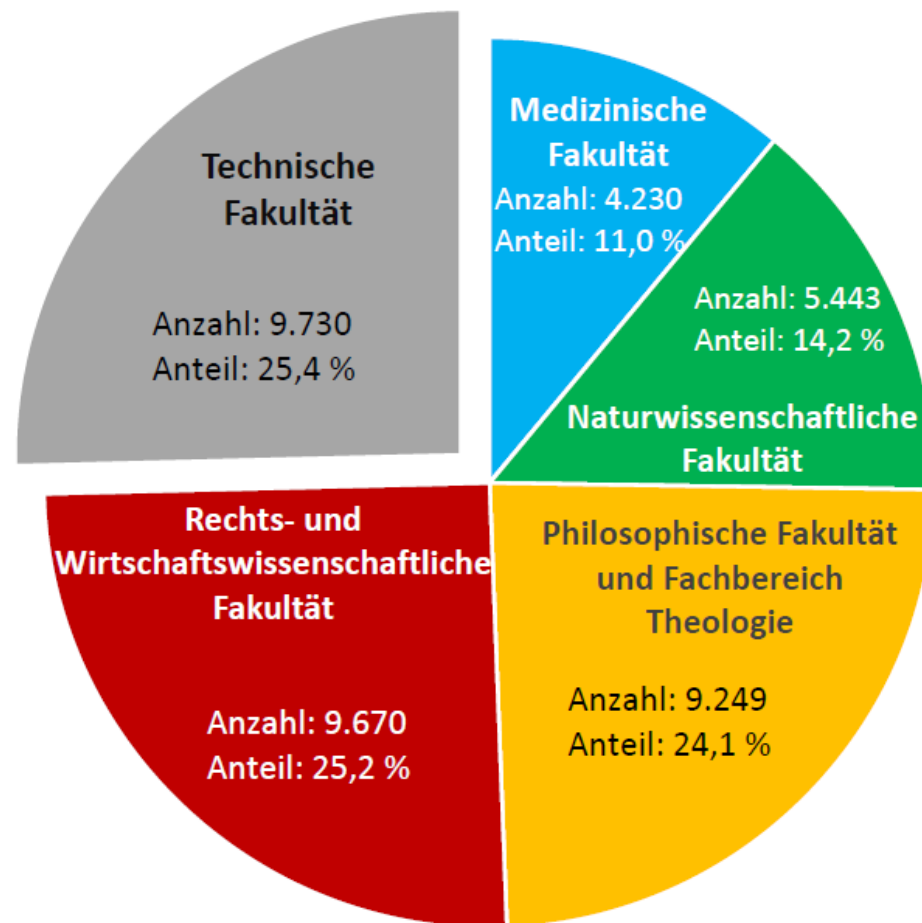 Technische
Fakultät
Anzahl: 9.730
Anteil: 25,4 %
Medizinische
Fakultät
Anzahl: 4.230
Anteil: 11,0 %
Anzahl: 5.443
Anteil: 14,2 %
Naturwissenschaftliche
Fakultät
Rechts- und
Wirtschaftswissenschaftliche
Fakultät
Anzahl: 9.670
Anteil: 25,2 %
Philosophische Fakultät
und Fachbereich
Theologie
Anzahl: 9.249
Anteil: 24,1 %